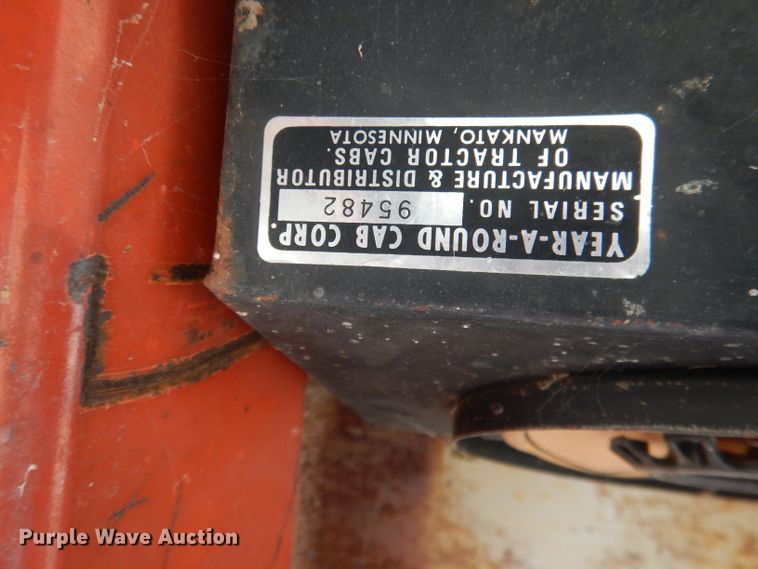 YEAR-A-ROUND CAB CORP.
SERIAL NO. 95482
MANUFACTURE & DISTRIBUTOR
OF TRACTOR CABS.
MANKATO, MINNESOTA
Purple Wave Auction